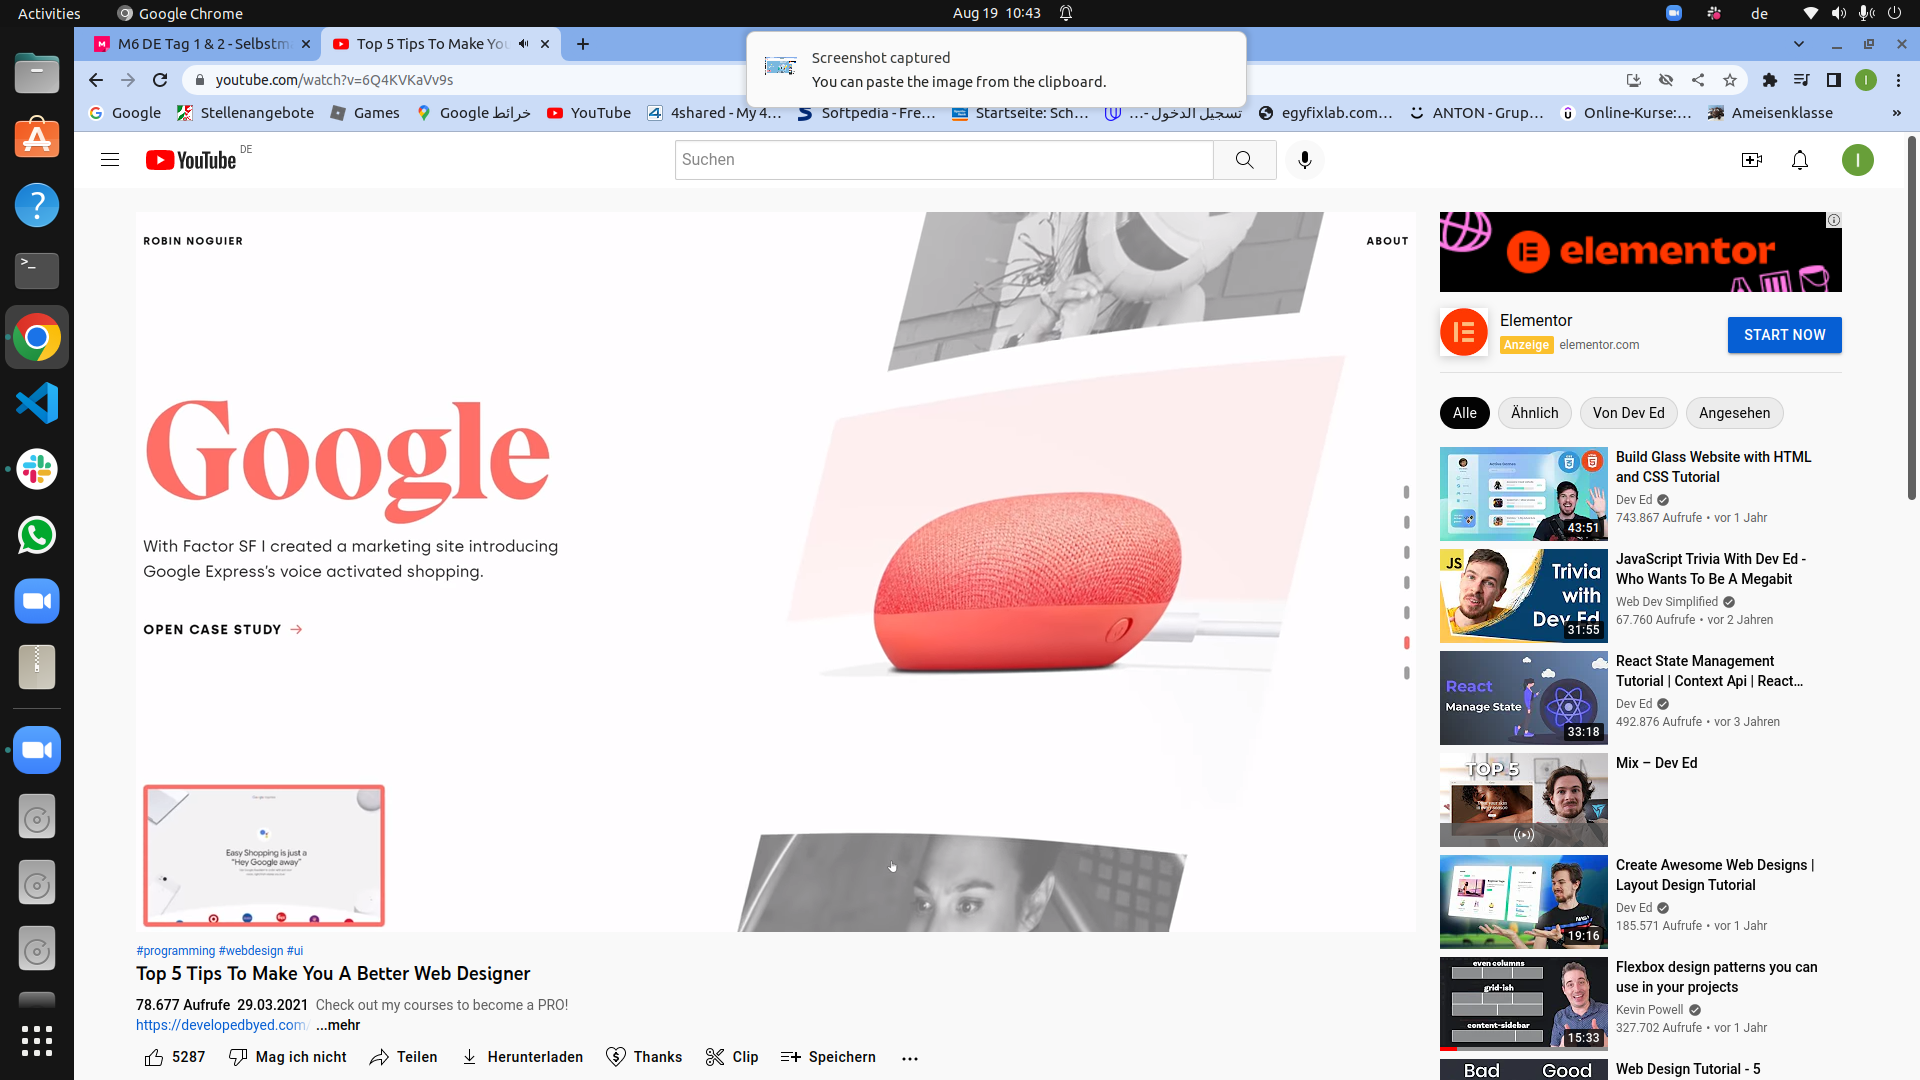 Activities
Google Chrome
Aug 19 10:43
de
M6 DE Tag 1 & 2 - Selbstm
Top 5 Tips To Make Yo
Screenshot captured
You can paste the image from the clipboard.
youtube.com/watch?v=6Q4KVKaVv9s
Google
Stellenangebote
Games
Google خرائط
YouTube
4shared - My 4…
Softpedia - Fre…
Startseite: Sch…
تسجيل الدخول -…
egyfixlab.com…
ANTON - Grup…
Online-Kurse:…
Ameisenklasse
»
YouTube DE
Suchen
ROBIN NOGUIER
ABOUT
Google
With Factor SF I created a marketing site introducing
Google Express's voice activated shopping.
OPEN CASE STUDY →
Easy Shopping is just a
"Hey Google away"
#programming #webdesign #ui
Top 5 Tips To Make You A Better Web Designer
78.677 Aufrufe 29.03.2021 Check out my courses to become a PRO!
https://developedbyed.com/ ...mehr
5287
Mag ich nicht
Teilen
Herunterladen
Thanks
Clip
Speichern
elementor
Elementor
Anzeige elementor.com
START NOW
Alle
Ähnlich
Von Dev Ed
Angesehen
43:51
Build Glass Website with HTML
and CSS Tutorial
Dev Ed
743.867 Aufrufe • vor 1 Jahr
JS
Trivia
with
Dev Ed
31:55
JavaScript Trivia With Dev Ed -
Who Wants To Be A Megabit
Web Dev Simplified
67.760 Aufrufe • vor 2 Jahren
React
Manage State
33:18
React State Management
Tutorial | Context Api | React…
Dev Ed
492.876 Aufrufe • vor 3 Jahren
TOP 5
Mix – Dev Ed
19:16
Create Awesome Web Designs |
Layout Design Tutorial
Dev Ed
185.571 Aufrufe • vor 1 Jahr
even columns
grid-ish
content-sidebar
15:33
Flexbox design patterns you can
use in your projects
Kevin Powell
327.702 Aufrufe • vor 1 Jahr
Bad
Good
Web Design Tutorial - 5